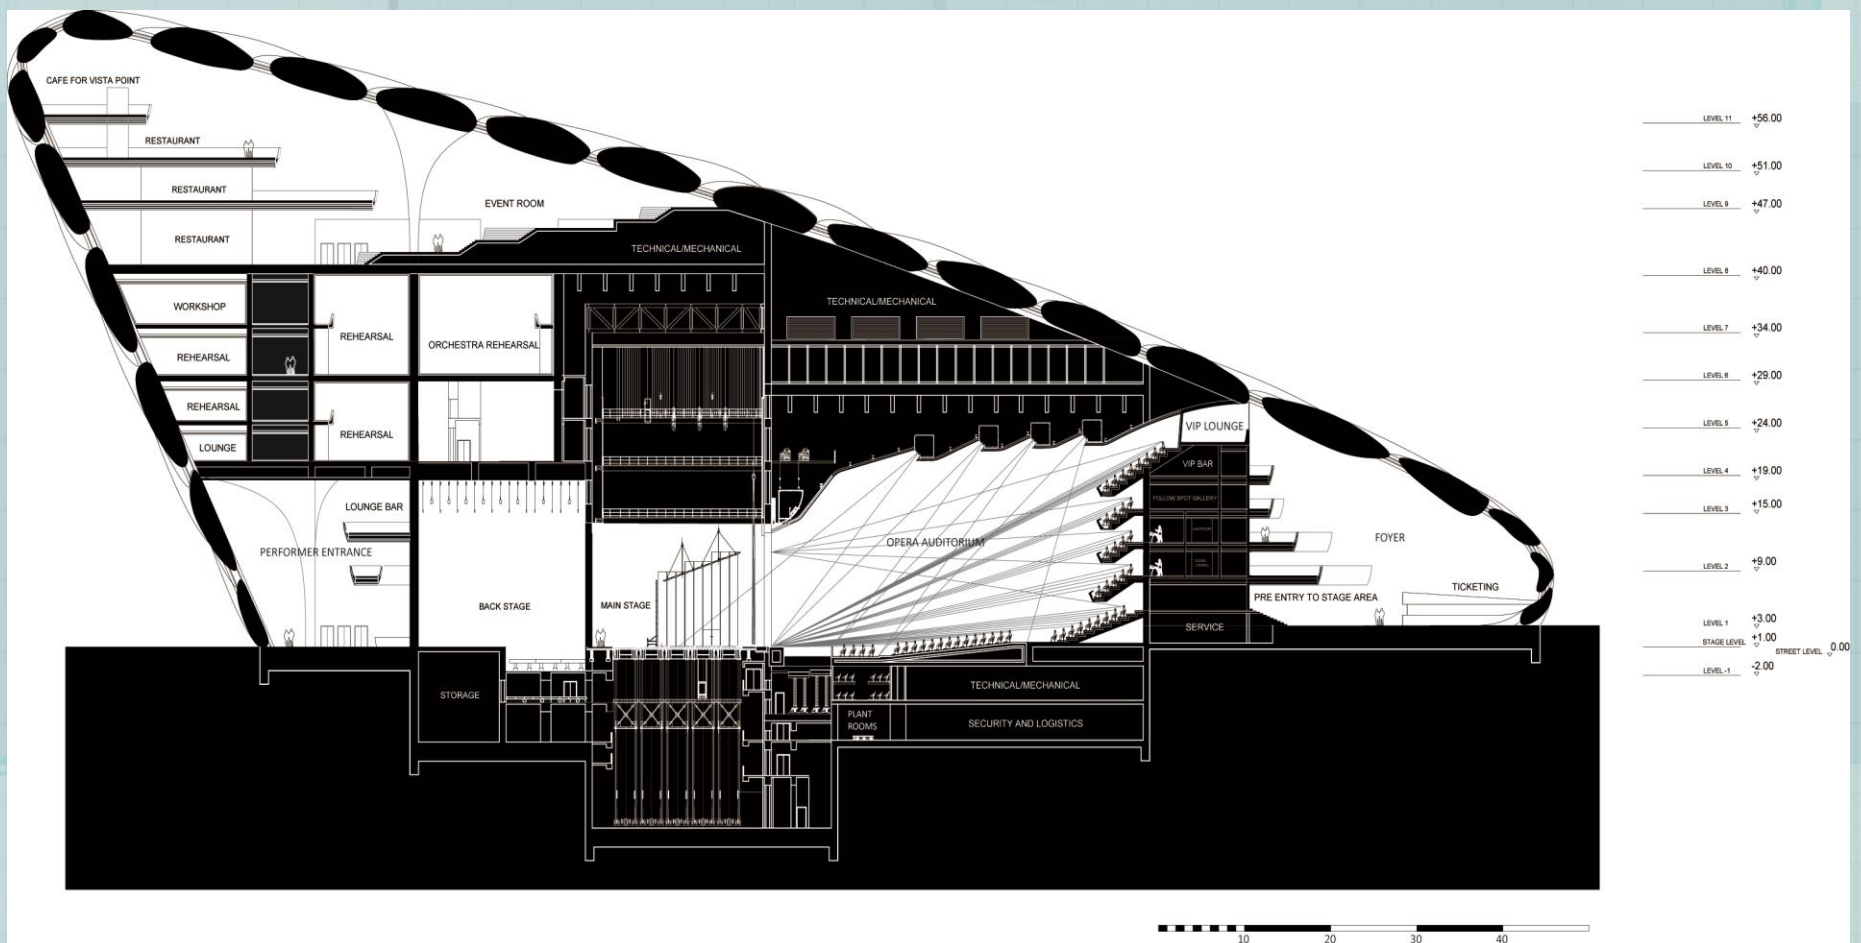 CAFE FOR VISTA POINT
RESTAURANT
RESTAURANT
RESTAURANT
EVENT ROOM
TECHNICAL/MECHANICAL
TECHNICAL/MECHANICAL
WORKSHOP
REHEARSAL
REHEARSAL
LOUNGE
REHEARSAL
REHEARSAL
ORCHESTRA REHEARSAL
LOUNGE BAR
PERFORMER ENTRANCE
BACK STAGE
MAIN STAGE
OPERA AUDITORIUM
VIP LOUNGE
VIP BAR
FOLLOW SPOT GALLERY
FOYER
TICKETING
PRE ENTRY TO STAGE AREA
SERVICE
STORAGE
PLANT
ROOMS
TECHNICAL/MECHANICAL
SECURITY AND LOGISTICS
LEVEL 11 +56.00
LEVEL 10 +51.00
LEVEL 9 +47.00
LEVEL 8 +40.00
LEVEL 7 +34.00
LEVEL 6 +29.00
LEVEL 5 +24.00
LEVEL 4 +19.00
LEVEL 3 +15.00
LEVEL 2 +9.00
LEVEL 1 +3.00
STAGE LEVEL +1.00
STREET LEVEL 0.00
LEVEL -1 -2.00
10 20 30 40